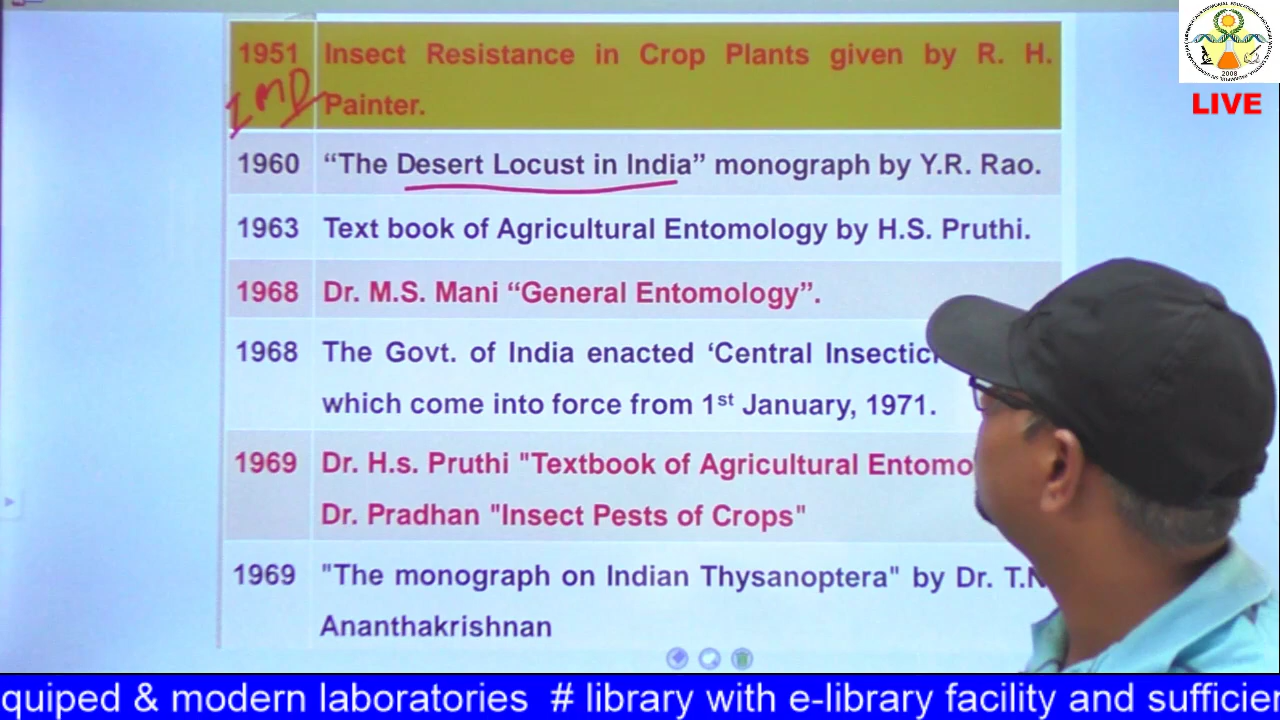 1951 Insect Resistance in Crop Plants given by R. H.
IMD Painter.
1960 “The Desert Locust in India” monograph by Y.R. Rao.
1963 Text book of Agricultural Entomology by H.S. Pruthi.
1968 Dr. M.S. Mani “General Entomology”.
1968 The Govt. of India enacted ‘Central
which come into force from 1st January, 1971.
1969 Dr. H.s. Pruthi "Textbook of Agricultural
Dr. Pradhan "Insect Pests of Crops"
1969 "The monograph on Indian Thysanoptera" by Dr. T.N
Ananthakrishnan
2008
LIVE
quiped & modern laboratories # library with e-library facility and sufficien